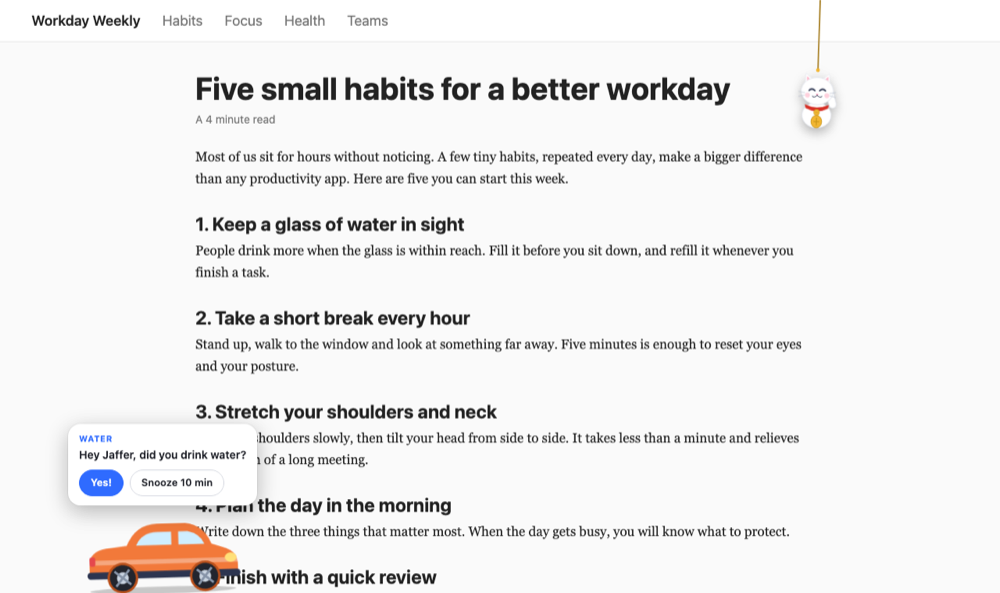 Workday Weekly Habits Focus Health Teams
Five small habits for a better workday
A 4 minute read
Most of us sit for hours without noticing. A few tiny habits, repeated every day, make a bigger difference
than any productivity app. Here are five you can start this week.
1. Keep a glass of water in sight
People drink more when the glass is within reach. Fill it before you sit down, and refill it whenever you
finish a task.
2. Take a short break every hour
Stand up, walk to the window and look at something far away. Five minutes is enough to reset your eyes
and your posture.
3. Stretch your shoulders and neck
shoulders slowly, then tilt your head from side to side. It takes less than a minute and relieves
of a long meeting.
WATER
Hey Jaffer, did you drink water?
Yes! Snooze 10 min
4. Plan the day in the morning
Write down the three things that matter most. When the day gets busy, you will know what to protect.
with a quick review